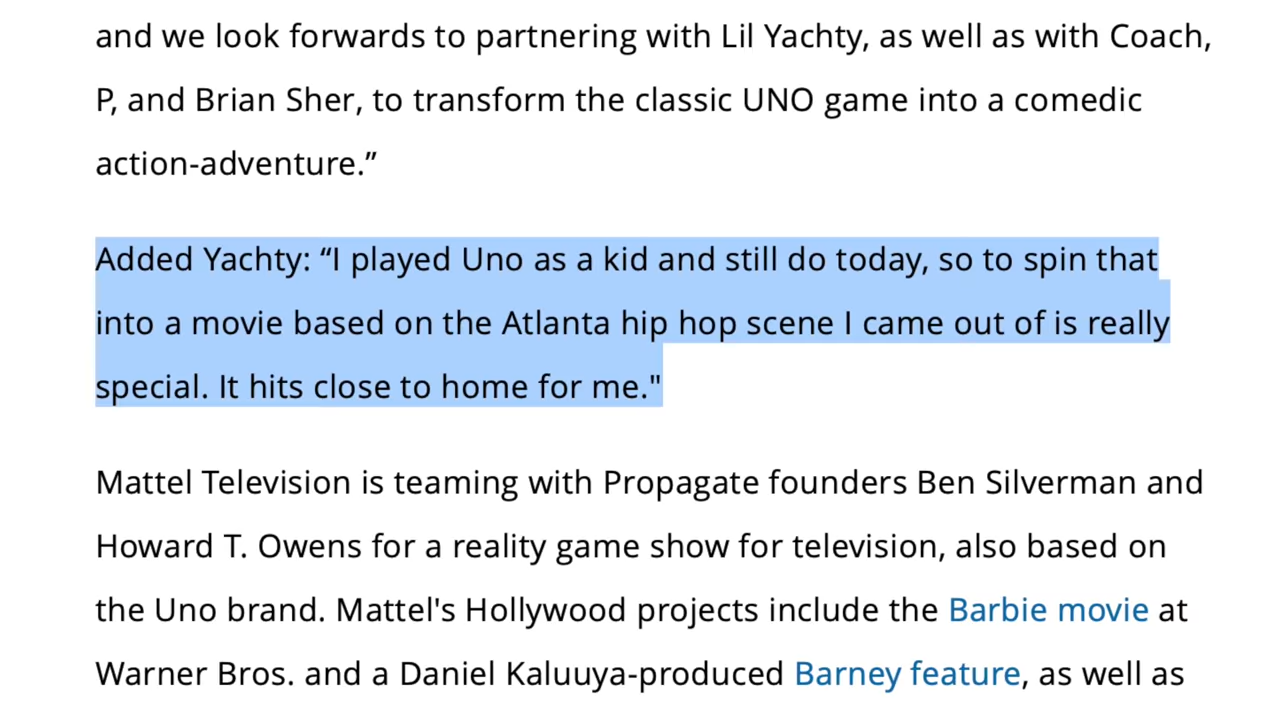 and we look forwards to partnering with Lil Yachty, as well as with Coach,
P, and Brian Sher, to transform the classic UNO game into a comedic
action-adventure.”
Added Yachty: “I played Uno as a kid and still do today, so to spin that
into a movie based on the Atlanta hip hop scene I came out of is really
special. It hits close to home for me."
Mattel Television is teaming with Propagate founders Ben Silverman and
Howard T. Owens for a reality game show for television, also based on
the Uno brand. Mattel's Hollywood projects include the Barbie movie at
Warner Bros. and a Daniel Kaluuya-produced Barney feature, as well as